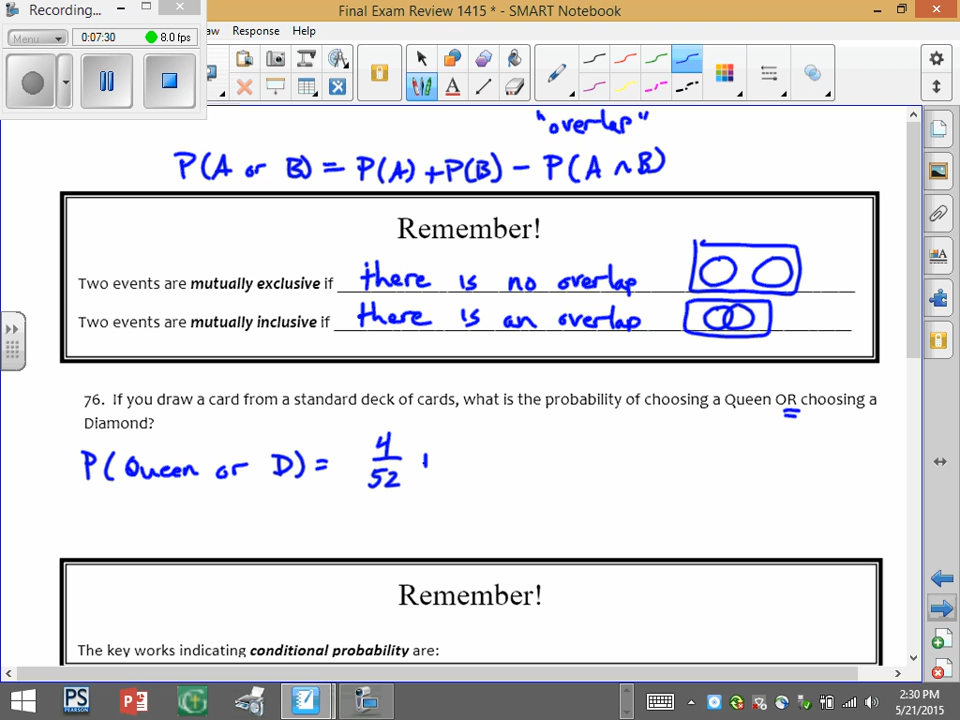 Recording...
Final Exam Review 1415 * - SMART Notebook
Menu
0:07:30
8.0 fps
aw Response Help
"overlap"
P(A or B) = P(A) + P(B) - P(A ∩ B)
Remember!
Two events are mutually exclusive if there is no overlap
Two events are mutually inclusive if there is an overlap
76. If you draw a card from a standard deck of cards, what is the probability of choosing a Queen OR choosing a
Diamond?
P(Queen or D) = 4/52
Remember!
The key works indicating conditional probability are:
PS
PEARSON
2:30 PM
5/21/2015